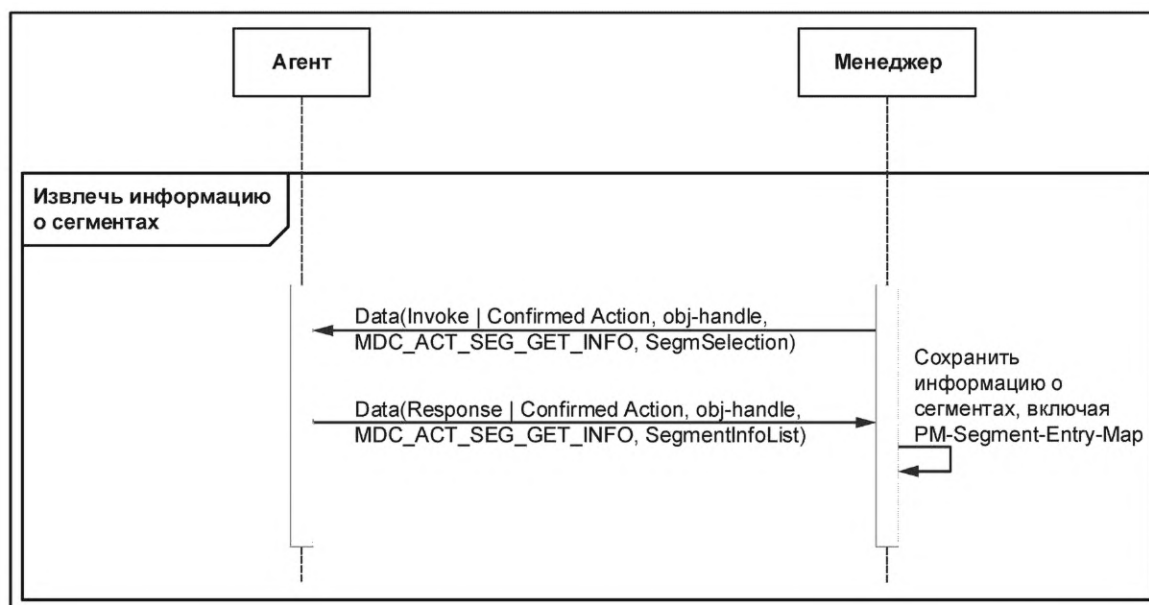 Агент
Менеджер
Извлечь информацию
о сегментах
Data(Invoke | Confirmed Action, obj-handle,
MDC_ACT_SEG_GET_INFO, SegmSelection)
Data(Response | Confirmed Action, obj-handle,
MDC_ACT_SEG_GET_INFO, SegmentInfoList)
Сохранить
информацию о
сегментах, включая
PM-Segment-Entry-Map